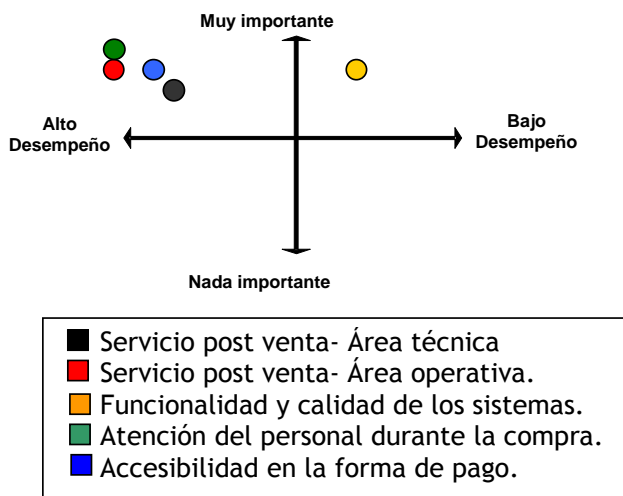 Muy importante
Alto
Desempeño
Bajo
Desempeño
Nada importante
Servicio post venta- Área técnica
Servicio post venta- Área operativa.
Funcionalidad y calidad de los sistemas.
Atención del personal durante la compra.
Accesibilidad en la forma de pago.